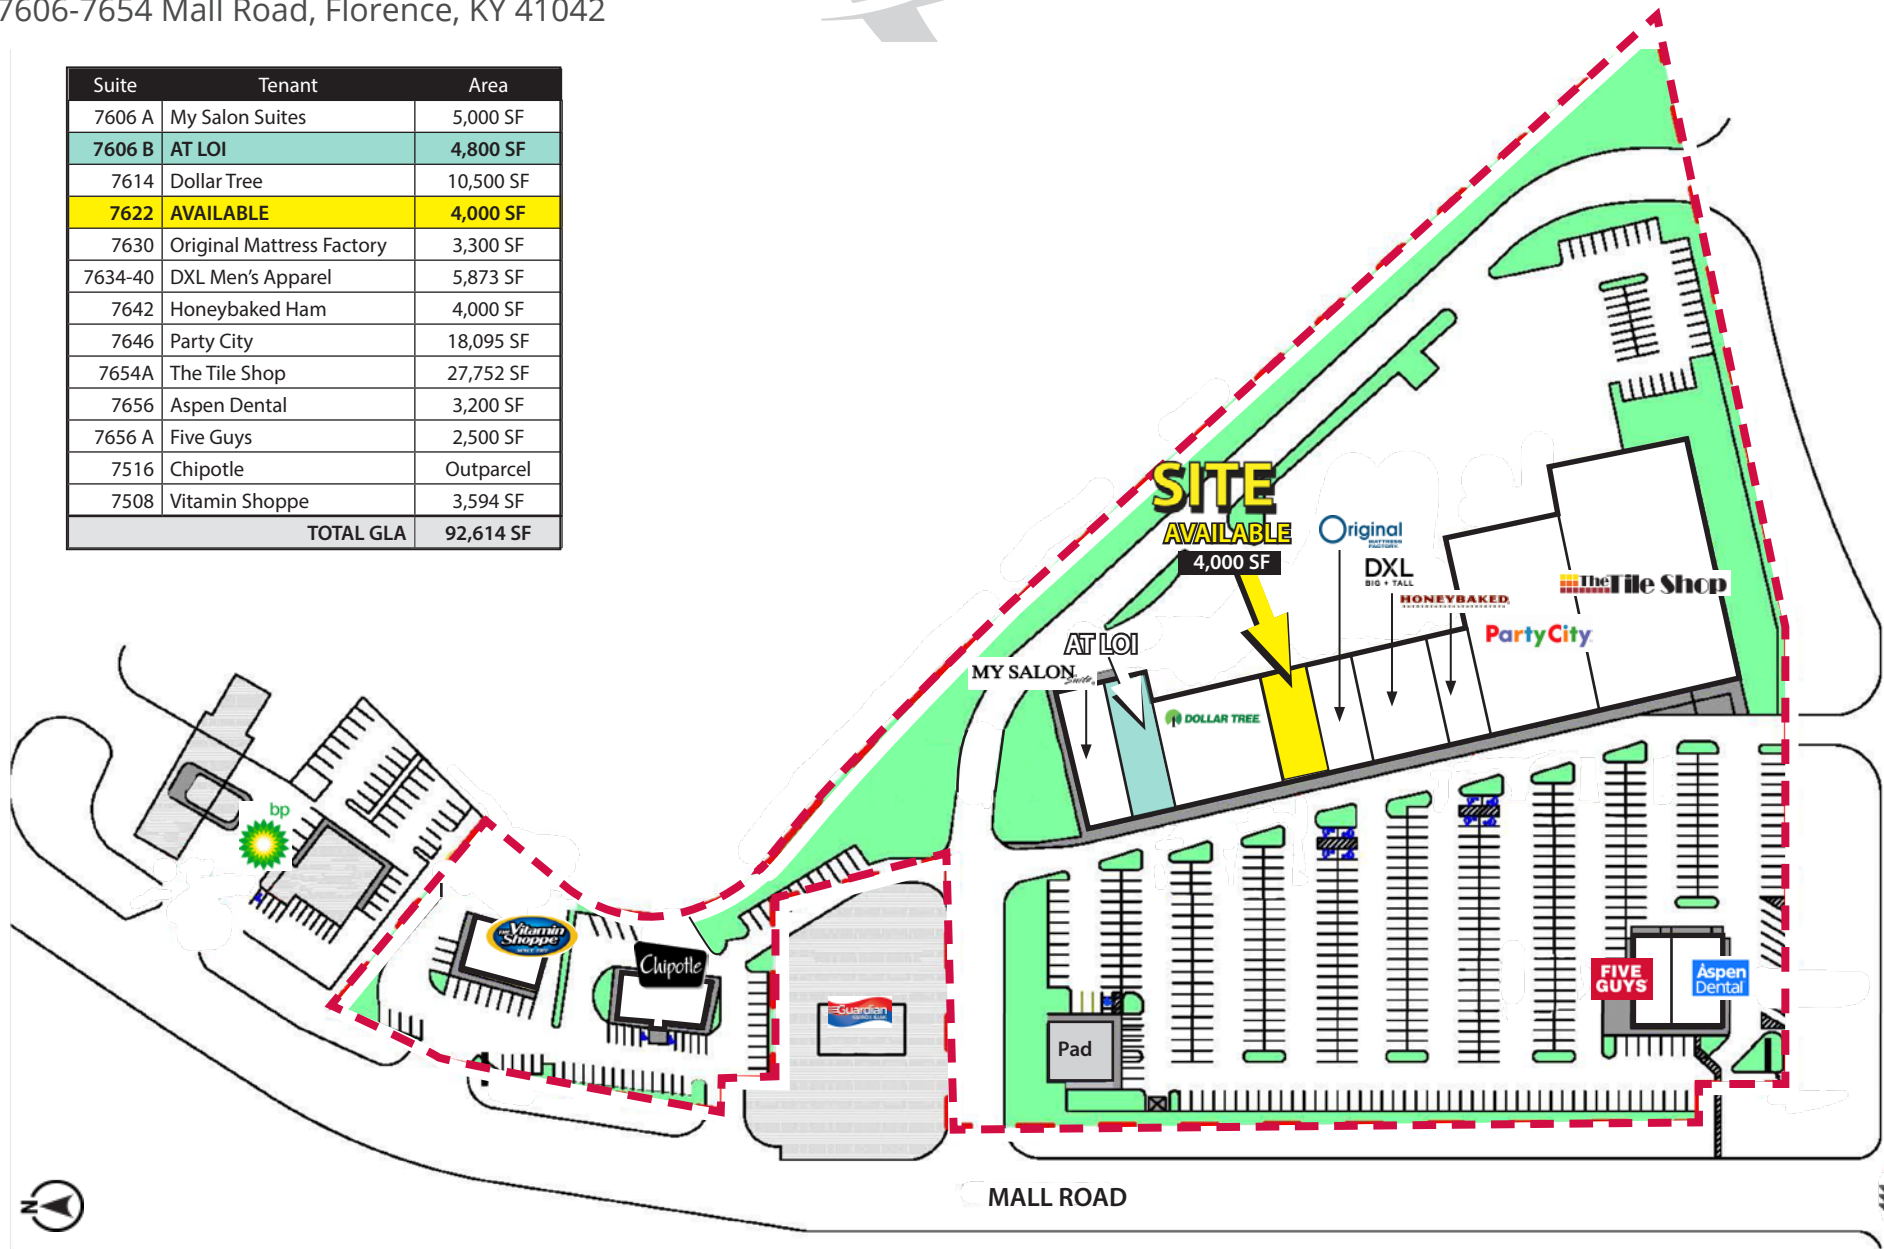 7606-7654 Mall Road, Florence, KY 41042
Suite Tenant Area
7606 A My Salon Suites 5,000 SF
7606 B AT LOI 4,800 SF
7614 Dollar Tree 10,500 SF
7622 AVAILABLE 4,000 SF
7630 Original Mattress Factory 3,300 SF
7634-40 DXL Men’s Apparel 5,873 SF
7642 Honeybaked Ham 4,000 SF
7646 Party City 18,095 SF
7654A The Tile Shop 27,752 SF
7656 Aspen Dental 3,200 SF
7656 A Five Guys 2,500 SF
7516 Chipotle Outparcel
7508 Vitamin Shoppe 3,594 SF
TOTAL GLA 92,614 SF
SITE
AVAILABLE
4,000 SF
Original
MATTRESS
FACTORY
DXL
BIG + TALL
HONEYBAKED
The Tile Shop
Party City
AT LOI
MY SALON
Suite
DOLLAR TREE
bp
The
Vitamin
Shoppe
Chipotle
Guardian
SAVINGS BANK
FIVE
GUYS
Aspen
Dental
Pad
MALL ROAD
N